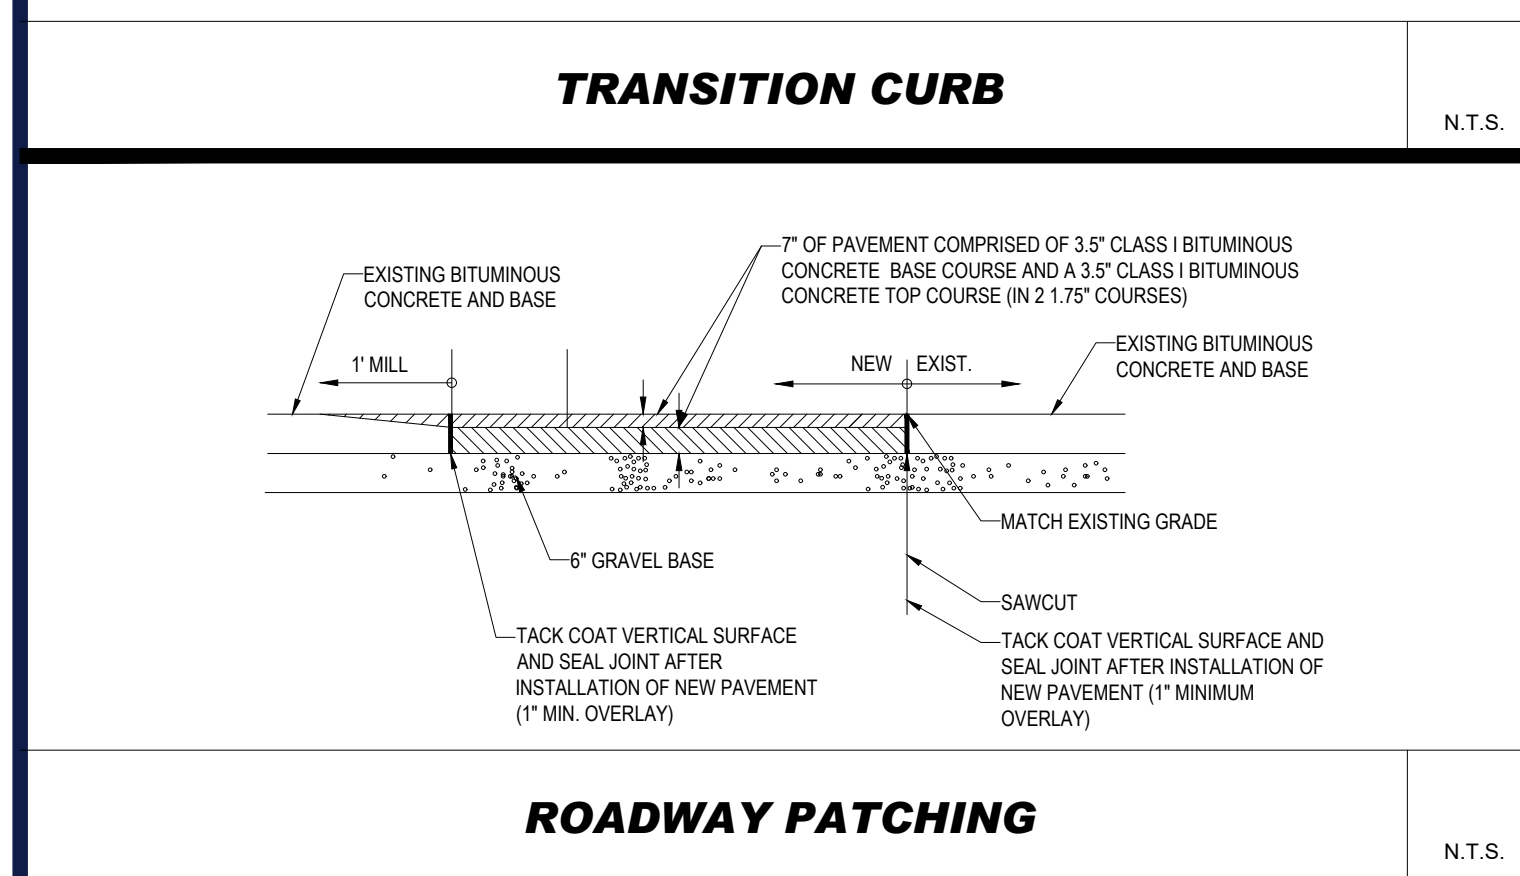 TRANSITION CURB
N.T.S.
7" OF PAVEMENT COMPRISED OF 3.5" CLASS I BITUMINOUS
CONCRETE BASE COURSE AND A 3.5" CLASS I BITUMINOUS
CONCRETE TOP COURSE (IN 2 1.75" COURSES)
EXISTING BITUMINOUS
CONCRETE AND BASE
EXISTING BITUMINOUS
CONCRETE AND BASE
1' MILL
NEW
EXIST.
MATCH EXISTING GRADE
6" GRAVEL BASE
SAWCUT
TACK COAT VERTICAL SURFACE
AND SEAL JOINT AFTER
INSTALLATION OF NEW PAVEMENT
(1" MIN. OVERLAY)
TACK COAT VERTICAL SURFACE AND
SEAL JOINT AFTER INSTALLATION OF
NEW PAVEMENT (1" MINIMUM
OVERLAY)
ROADWAY PATCHING
N.T.S.